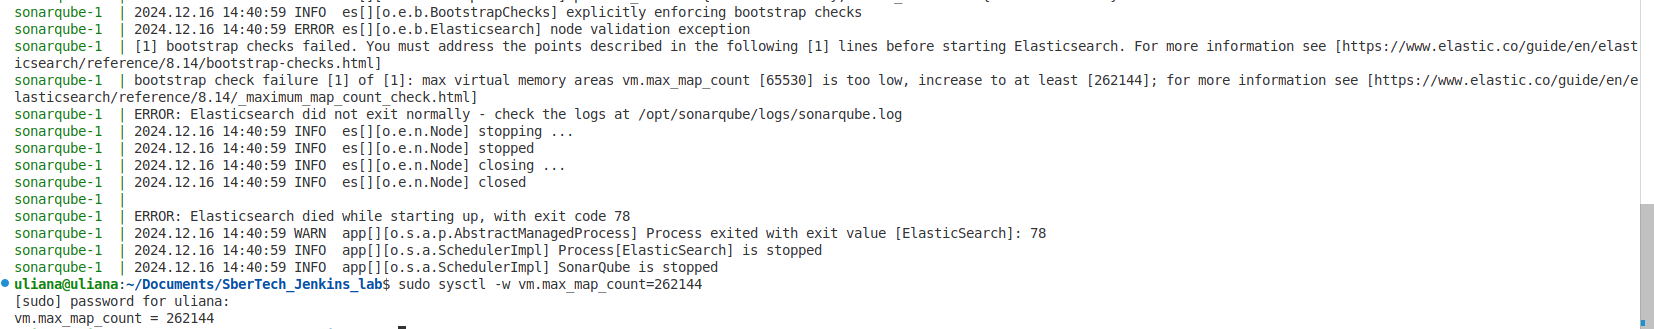 sonarqube-1 | 2024.12.16 14:40:59 INFO es[][o.e.b.BootstrapChecks] explicitly enforcing bootstrap checks
sonarqube-1 | 2024.12.16 14:40:59 ERROR es[][o.e.b.Elasticsearch] node validation exception
sonarqube-1 | [1] bootstrap checks failed. You must address the points described in the following [1] lines before starting Elasticsearch. For more information see [https://www.elastic.co/guide/en/elast
icsearch/reference/8.14/bootstrap-checks.html]
sonarqube-1 | bootstrap check failure [1] of [1]: max virtual memory areas vm.max_map_count [65530] is too low, increase to at least [262144]; for more information see [https://www.elastic.co/guide/en/e
lasticsearch/reference/8.14/_maximum_map_count_check.html]
sonarqube-1 | ERROR: Elasticsearch did not exit normally - check the logs at /opt/sonarqube/logs/sonarqube.log
sonarqube-1 | 2024.12.16 14:40:59 INFO es[][o.e.n.Node] stopping ...
sonarqube-1 | 2024.12.16 14:40:59 INFO es[][o.e.n.Node] stopped
sonarqube-1 | 2024.12.16 14:40:59 INFO es[][o.e.n.Node] closing ...
sonarqube-1 | 2024.12.16 14:40:59 INFO es[][o.e.n.Node] closed
sonarqube-1 |
sonarqube-1 | ERROR: Elasticsearch died while starting up, with exit code 78
sonarqube-1 | 2024.12.16 14:40:59 WARN app[][o.s.a.p.AbstractManagedProcess] Process exited with exit value [ElasticSearch]: 78
sonarqube-1 | 2024.12.16 14:40:59 INFO app[][o.s.a.SchedulerImpl] Process[ElasticSearch] is stopped
sonarqube-1 | 2024.12.16 14:40:59 INFO app[][o.s.a.SchedulerImpl] SonarQube is stopped
uliana@uliana:~/Documents/SberTech_Jenkins_lab$ sudo sysctl -w vm.max_map_count=262144
[sudo] password for uliana:
vm.max_map_count = 262144